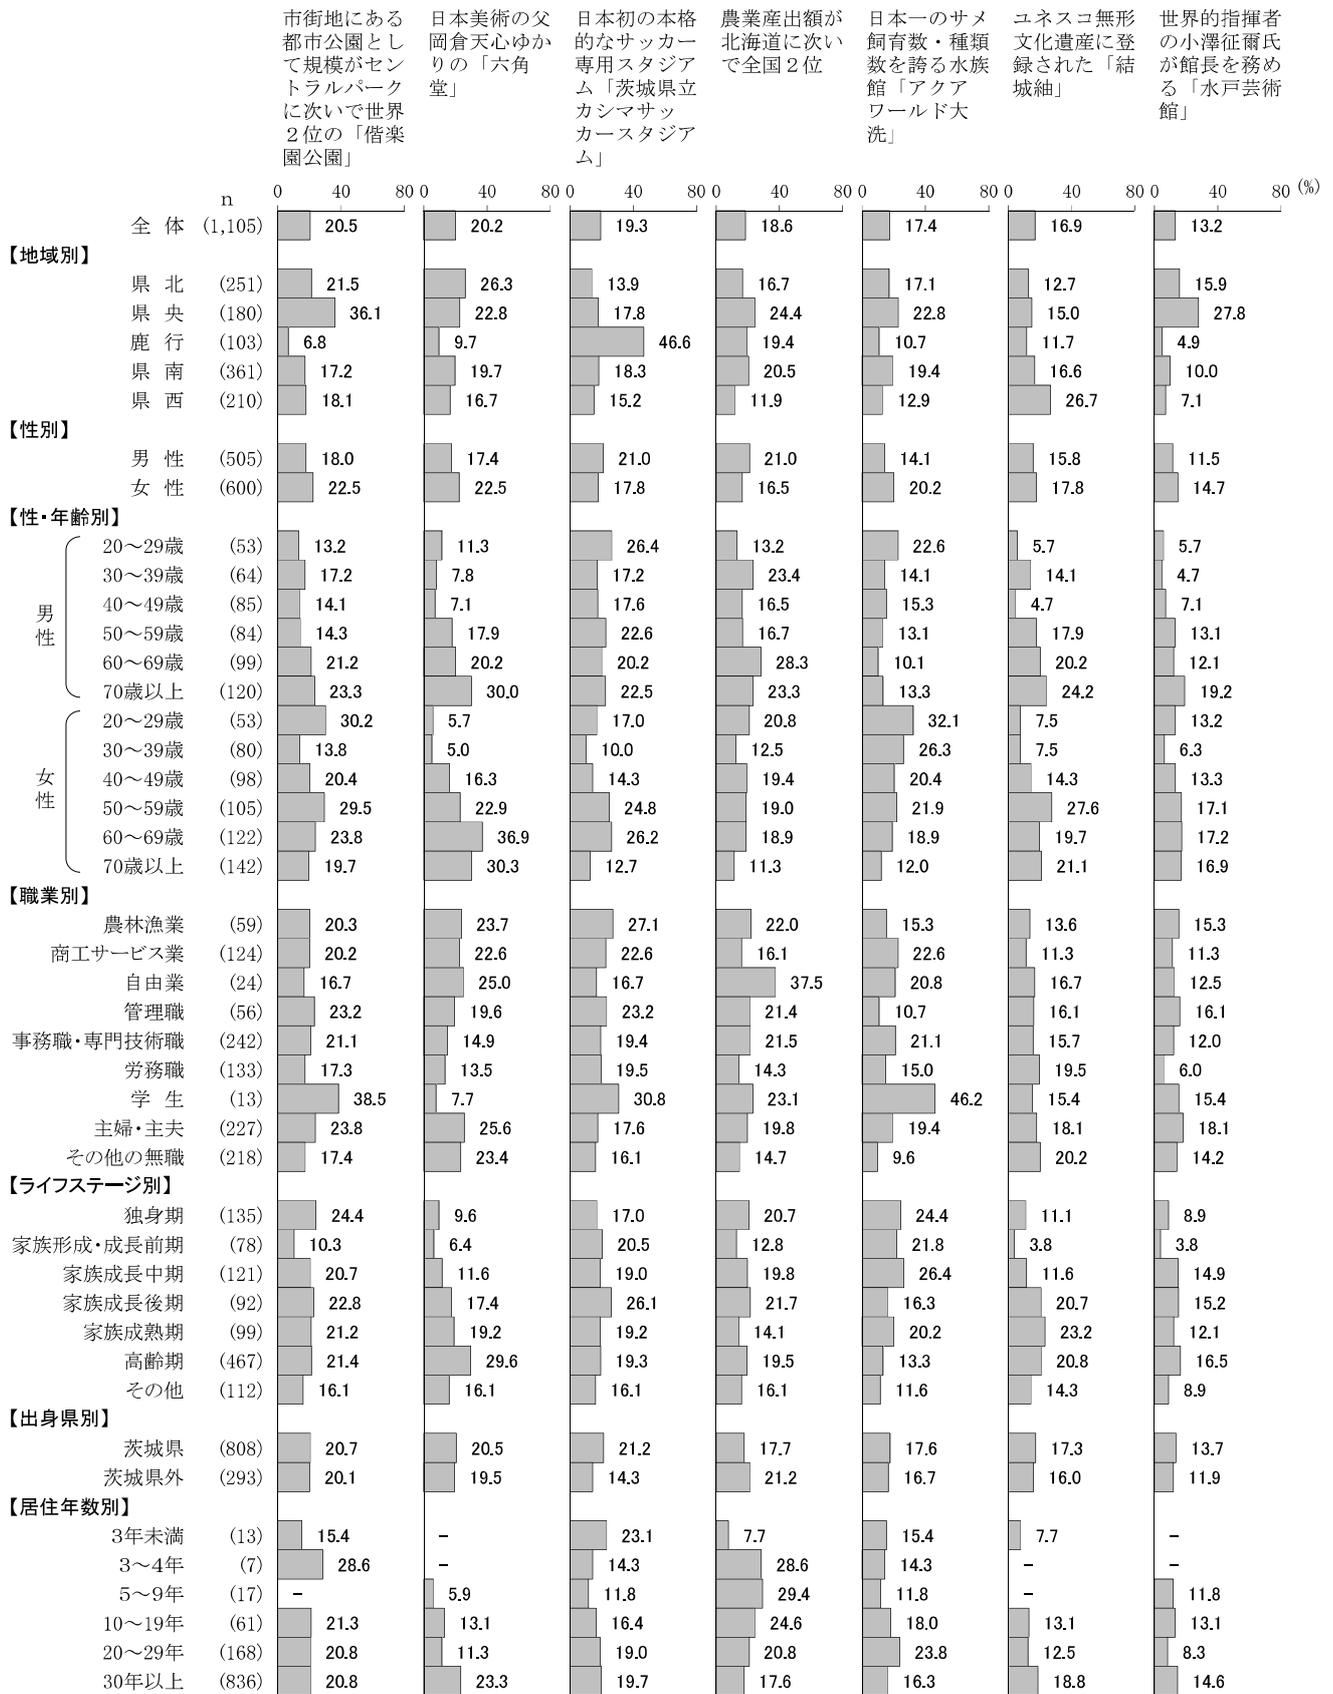 市街地にある
都市公園とし
て規模がセン
トラルパーク
に次いで世界
２位の「偕楽
園公園」
日本美術の父
岡倉天心ゆか
りの「六角
堂」
日本初の本格
的なサッカー
専用スタジア
ム「茨城県立
カシマサッ
カースタジア
ム」
農業産出額が
北海道に次い
で全国２位
日本一のサメ
飼育数・種類
数を誇る水族
館「アクア
ワールド大
洗」
ユネスコ無形
文化遺産に登
録された「結
城紬」
世界的指揮者
の小澤征爾氏
が館長を務め
る「水戸芸術
館」
n 0 40 80 0 40 80 0 40 80 0 40 80 0 40 80 0 40 80 0 40 80 (%)
全 体 (1,105) 20.5 20.2 19.3 18.6 17.4 16.9 13.2
【地域別】
県 北 (251) 21.5 26.3 13.9 16.7 17.1 12.7 15.9
県 央 (180) 36.1 22.8 17.8 24.4 22.8 15.0 27.8
鹿 行 (103) 6.8 9.7 46.6 19.4 10.7 11.7 4.9
県 南 (361) 17.2 19.7 18.3 20.5 19.4 16.6 10.0
県 西 (210) 18.1 16.7 15.2 11.9 12.9 26.7 7.1
【性別】
男 性 (505) 18.0 17.4 21.0 21.0 14.1 15.8 11.5
女 性 (600) 22.5 22.5 17.8 16.5 20.2 17.8 14.7
【性・年齢別】
男性
20～29歳 (53) 13.2 11.3 26.4 13.2 22.6 5.7 5.7
30～39歳 (64) 17.2 7.8 17.2 23.4 14.1 14.1 4.7
40～49歳 (85) 14.1 7.1 17.6 16.5 15.3 4.7 7.1
50～59歳 (84) 14.3 17.9 22.6 16.7 13.1 17.9 13.1
60～69歳 (99) 21.2 20.2 20.2 28.3 10.1 20.2 12.1
70歳以上 (120) 23.3 30.0 22.5 23.3 13.3 24.2 19.2
女性
20～29歳 (53) 30.2 5.7 17.0 20.8 32.1 7.5 13.2
30～39歳 (80) 13.8 5.0 10.0 12.5 26.3 7.5 6.3
40～49歳 (98) 20.4 16.3 14.3 19.4 20.4 14.3 13.3
50～59歳 (105) 29.5 22.9 24.8 19.0 21.9 27.6 17.1
60～69歳 (122) 23.8 36.9 26.2 18.9 18.9 19.7 17.2
70歳以上 (142) 19.7 30.3 12.7 11.3 12.0 21.1 16.9
【職業別】
農林漁業 (59) 20.3 23.7 27.1 22.0 15.3 13.6 15.3
商工サービス業 (124) 20.2 22.6 22.6 16.1 22.6 11.3 11.3
自由業 (24) 16.7 25.0 16.7 37.5 20.8 16.7 12.5
管理職 (56) 23.2 19.6 23.2 21.4 10.7 16.1 16.1
事務職・専門技術職 (242) 21.1 14.9 19.4 21.5 21.1 15.7 12.0
労務職 (133) 17.3 13.5 19.5 14.3 15.0 19.5 6.0
学 生 (13) 38.5 7.7 30.8 23.1 46.2 15.4 15.4
主婦・主夫 (227) 23.8 25.6 17.6 19.8 19.4 18.1 18.1
その他の無職 (218) 17.4 23.4 16.1 14.7 9.6 20.2 14.2
【ライフステージ別】
独身期 (135) 24.4 9.6 17.0 20.7 24.4 11.1 8.9
家族形成・成長前期 (78) 10.3 6.4 20.5 12.8 21.8 3.8 3.8
家族成長中期 (121) 20.7 11.6 19.0 19.8 26.4 11.6 14.9
家族成長後期 (92) 22.8 17.4 26.1 21.7 16.3 20.7 15.2
家族成熟期 (99) 21.2 19.2 19.2 14.1 20.2 23.2 12.1
高齢期 (467) 21.4 29.6 19.3 19.5 13.3 20.8 16.5
その他 (112) 16.1 16.1 16.1 16.1 11.6 14.3 8.9
【出身県別】
茨城県 (808) 20.7 20.5 21.2 17.7 17.6 17.3 13.7
茨城県外 (293) 20.1 19.5 14.3 21.2 16.7 16.0 11.9
【居住年数別】
3年未満 (13) 15.4 – 23.1 7.7 15.4 7.7 –
3～4年 (7) 28.6 – 14.3 28.6 14.3 – –
5～9年 (17) – 5.9 11.8 29.4 11.8 – 11.8
10～19年 (61) 21.3 13.1 16.4 24.6 18.0 13.1 13.1
20～29年 (168) 20.8 11.3 19.0 20.8 23.8 12.5 8.3
30年以上 (836) 20.8 23.3 19.7 17.6 16.3 18.8 14.6